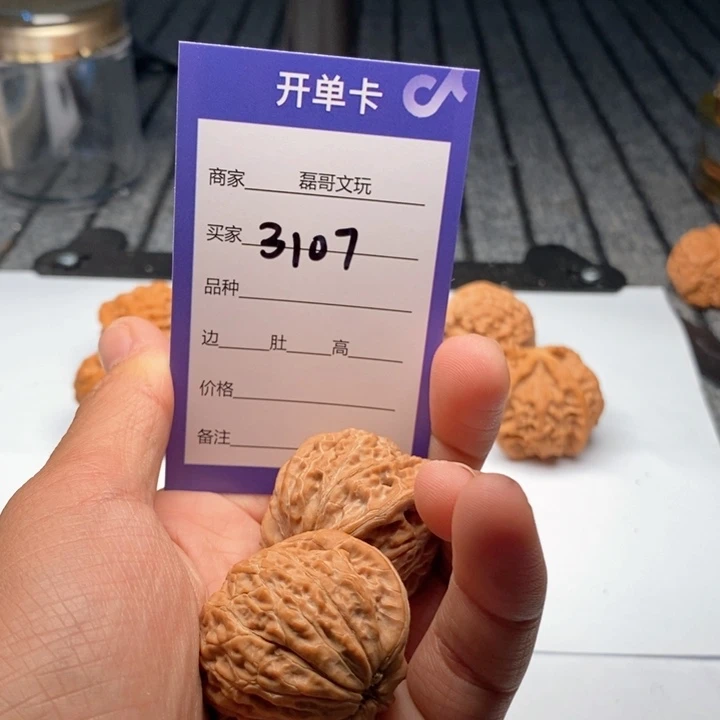 开单卡
商家 磊哥文玩
买家 3107
品种
边 肚 高
价格
备注